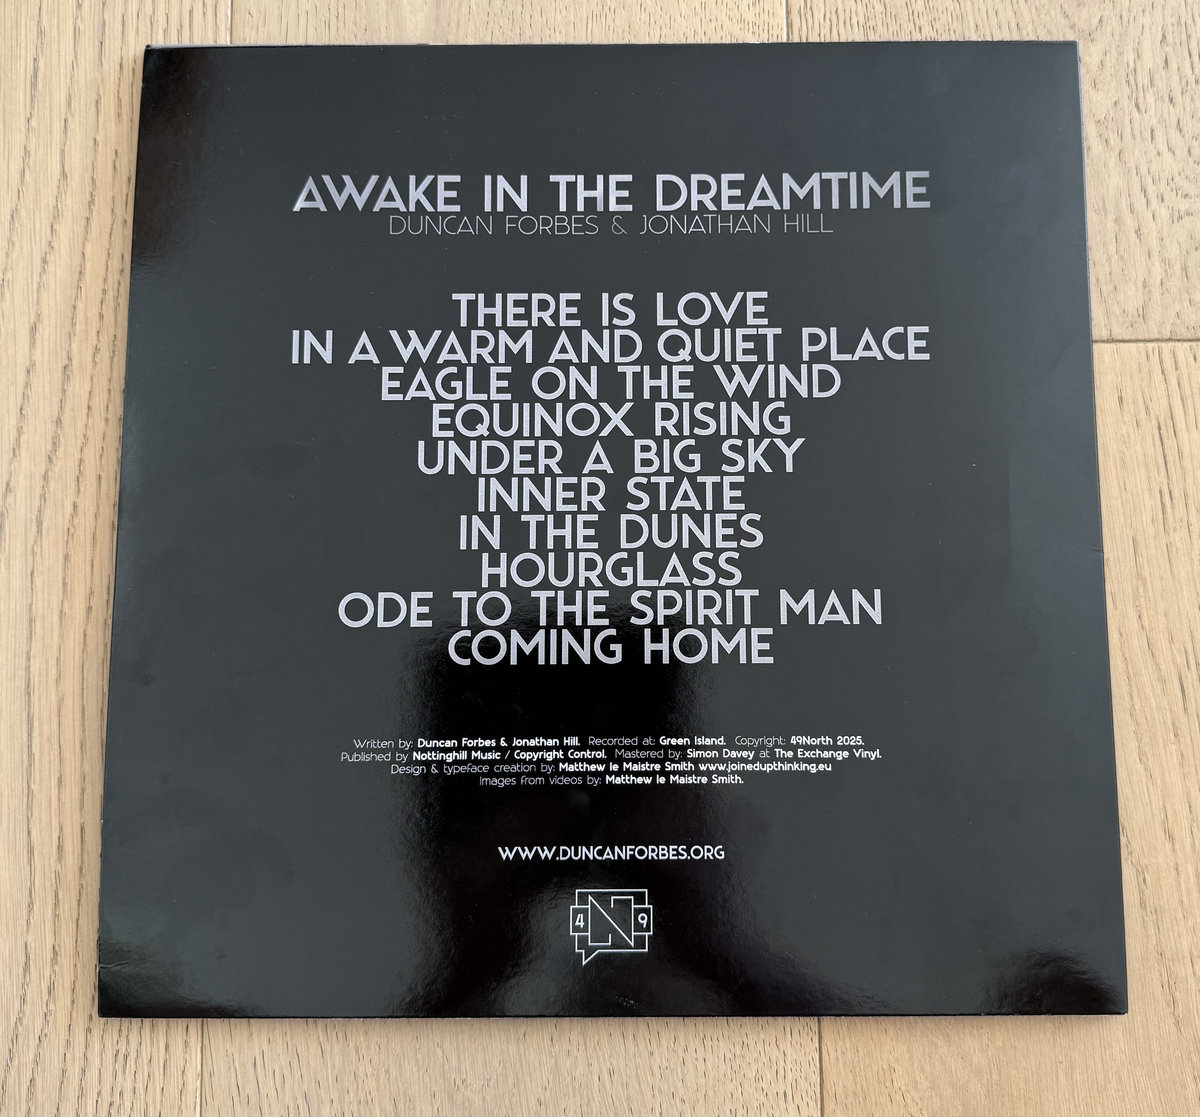 AWAKE IN THE DREAMTIME
DUNCAN FORBES & JONATHAN HILL
THERE IS LOVE
IN A WARM AND QUIET PLACE
EAGLE ON THE WIND
EQUINOX RISING
UNDER A BIG SKY
INNER STATE
IN THE DUNES
HOURGLASS
ODE TO THE SPIRIT MAN
COMING HOME
Written by: Duncan Forbes & Jonathan Hill. Recorded at: Green Island. Copyright: 49North 2025.
Published by Nottinghill Music / Copyright Control. Mastered by: Simon Davey at The Exchange Vinyl.
Design & typeface creation by: Matthew le Maistre Smith www.joinedupthinking.eu
Images from videos by: Matthew le Maistre Smith.
WWW.DUNCANFORBES.ORG
4 N 9